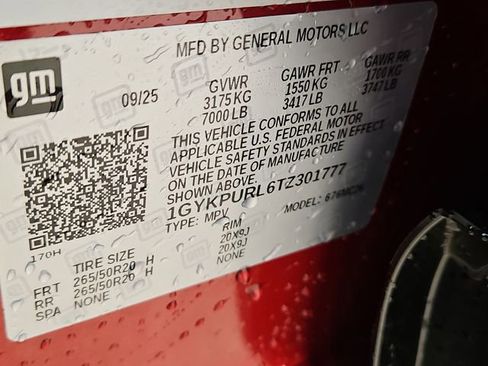 MFD BY GENERAL MOTORS LLC
gm
09/25
GVWR
3175 KG
7000 LB
GAWR FRT
1550 KG
3417 LB
GAWR RR
1700 KG
3747 LB
THIS VEHICLE CONFORMS TO ALL
APPLICABLE U.S. FEDERAL MOTOR
VEHICLE SAFETY STANDARDS IN EFFECT
ON THE DATE OF MANUFACTURE
SHOWN ABOVE.
1GYKPURL6TZ301777
TYPE: MPV
MODEL:
170H
TIRE SIZE
RIM
FRT 265/50R20 H 20X9J
RR 265/50R20 H 20X9J
SPA NONE NONE